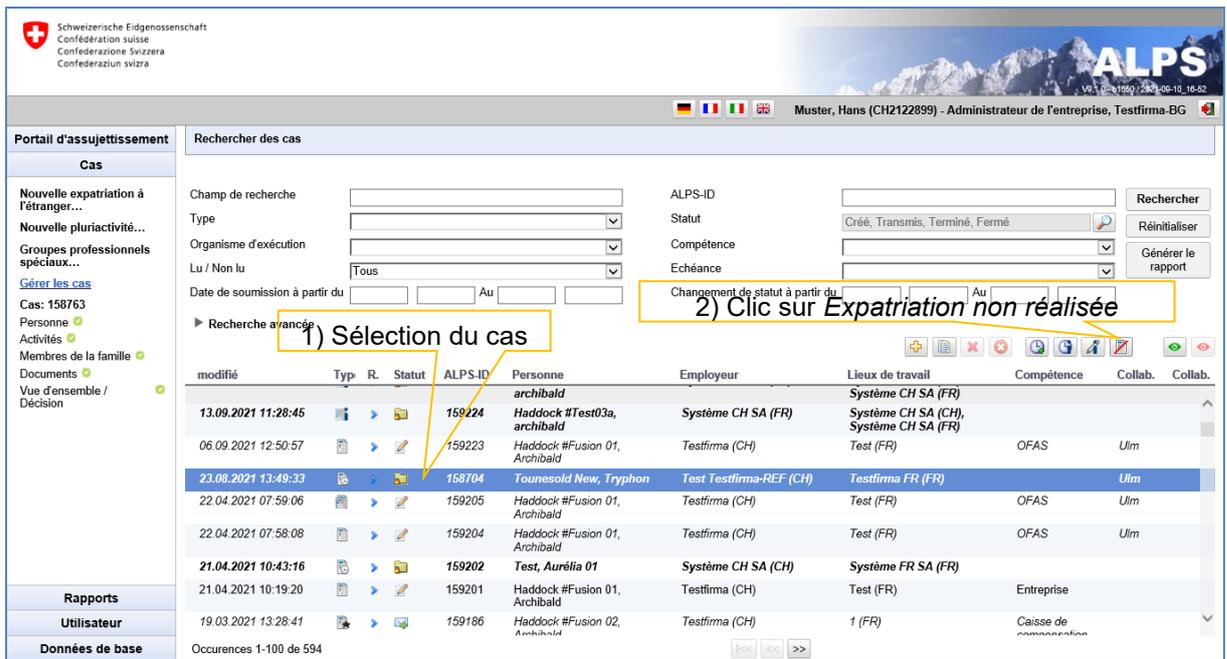 Schweizerische Eidgenossenschaft
Confédération suisse
Confederazione Svizzera
Confederaziun svizra
ALPS
V9.1.0 - b1650 / 2021-09-10_16-52
Muster, Hans (CH2122899) - Administrateur de l'entreprise, Testfirma-BG
Portail d'assujettissement
Rechercher des cas
Cas
Nouvelle expatriation à
l'étranger...
Nouvelle pluriactivité...
Groupes professionnels
spéciaux...
Gérer les cas
Cas: 158763
Personne
Activités
Membres de la famille
Documents
Vue d'ensemble /
Décision
Rapports
Utilisateur
Données de base
Champ de recherche
ALPS-ID
Rechercher
Type
Statut
Créé, Transmis, Terminé, Fermé
Réinitialiser
Organisme d'exécution
Compétence
Générer le
rapport
Lu / Non lu
Tous
Echéance
Date de soumission à partir du
Au
Changement de statut à partir du
Au
2) Clic sur Expatriation non réalisée
Recherche avancée
1) Sélection du cas
modifié Typ R. Statut ALPS-ID Personne Employeur Lieux de travail Compétence Collab. Collab.
archibald Système CH SA (FR)
13.09.2021 11:28:45 159224 Haddock #Test03a, Système CH SA (FR) Système CH SA (CH),
archibald Système CH SA (FR)
06.09.2021 12:50:57 159223 Haddock #Fusion 01, Testfirma (CH) Test (FR) OFAS Ulm
Archibald
23.08.2021 13:49:33 158704 Tounesold New, Tryphon Test Testfirma-REF (CH) Testfirma FR (FR) Ulm
22.04.2021 07:59:06 159205 Haddock #Fusion 01, Testfirma (CH) Test (FR) OFAS Ulm
Archibald
22.04.2021 07:58:08 159204 Haddock #Fusion 01, Testfirma (CH) Test (FR) OFAS Ulm
Archibald
21.04.2021 10:43:16 159202 Test, Aurélia 01 Système CH SA (CH) Système FR SA (FR)
21.04.2021 10:19:20 159201 Haddock #Fusion 01, Testfirma (CH) Test (FR) Entreprise
Archibald
19.03.2021 13:28:41 159186 Haddock #Fusion 02, Testfirma (CH) 1 (FR) Caisse de
Archibald compensation
Occurences 1-100 de 594
|<< << >>